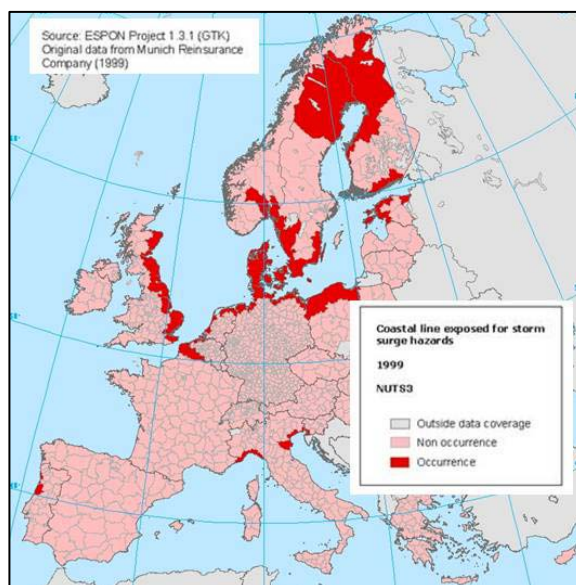 Source: ESPON Project 1.3.1 (GTK)
Original data from Munich Reinsurance
Company (1999)
Coastal line exposed for storm
surge hazards
1999
NUTS3
Outside data coverage
Non occurrence
Occurrence